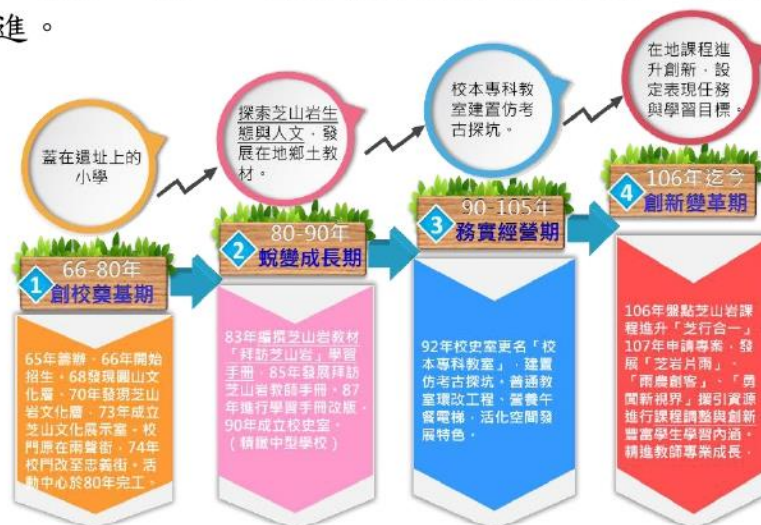 進。
蓋在遺址上的
小學
探索芝山岩生
態與人文，發
展在地鄉土教
材。
校本專科教
室建置仿考
古探坑。
在地課程進
升創新，設
定表現任務
與學習目標。
1
66-80年
創校奠基期
2
80-90年
蛻變成長期
3
90-105年
務實經營期
4
106年迄今
創新變革期
65年籌辦，66年開始
招生。68發現圓山文
化層，70年發現芝山
岩文化層，73年成立
芝山文化展示室。校
門原在雨聲街，74年
校門改至忠義街。活
動中心於80年完工。
83年編撰芝山岩教材
「拜訪芝山岩」學習
手冊，85年發展拜訪
芝山岩教師手冊，87
年進行學習手冊改版，
90年成立校史室。
（積纖中型學校）
92年校史室更名「校
本專科教室」，建置
仿考古探坑。普通教
室環改工程、營養午
餐電梯，活化空間發
展特色。
106年盤點芝山岩課
程進升「芝行合一」
107年申請專案，發
展「芝岩片雨」、
「雨農創客」、「勇
闖新視界」援引資源
進行課程調整與創新
豐富學生學習內涵，
精進教師專業成長。